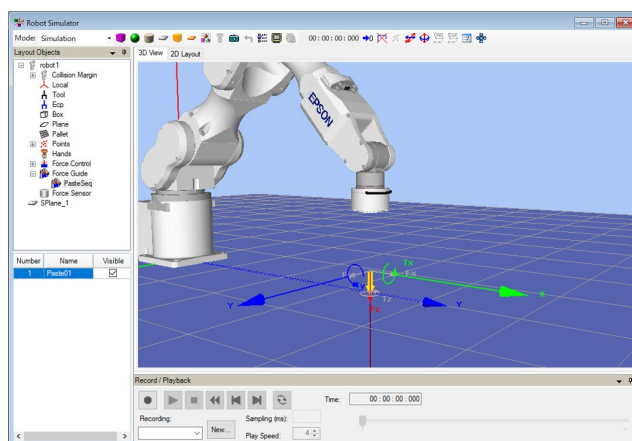 Robot Simulator
Mode: Simulation
00 : 00 : 00 : 000
Layout Objects
3D View 2D Layout
robot1
Collision Margin
Local
Tool
Ecp
Box
Plane
Pallet
Points
Hands
Force Control
Force Guide
PasteSeq
Force Sensor
SPlane_1
EPSON
Number Name Visible
1 Paste01
Tx
Fx
Tz
Y
Y
X
Record / Playback
Time: 00 : 00 : 00 : 000
Recording: New... Sampling (ms):
Play Speed: 4